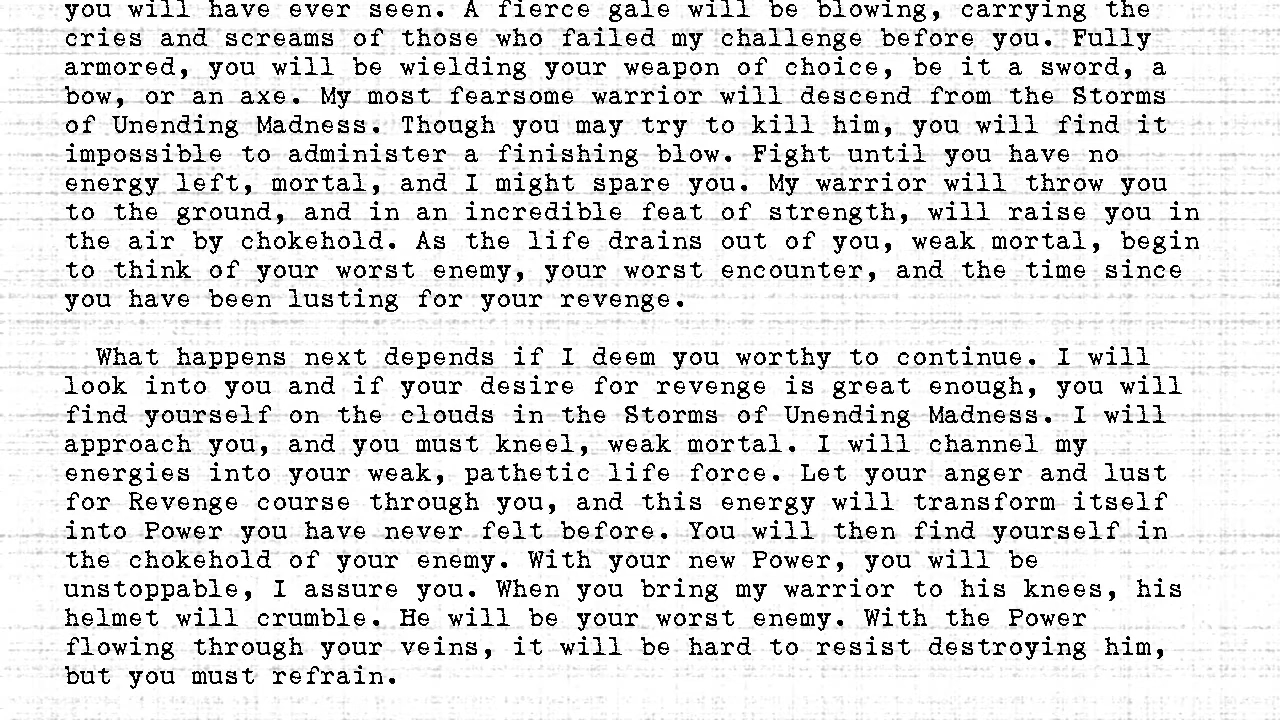 you will have ever seen. A fierce gale will be blowing, carrying the
cries and screams of those who failed my challenge before you. Fully
armored, you will be wielding your weapon of choice, be it a sword, a
bow, or an axe. My most fearsome warrior will descend from the Storms
of Unending Madness. Though you may try to kill him, you will find it
impossible to administer a finishing blow. Fight until you have no
energy left, mortal, and I might spare you. My warrior will throw you
to the ground, and in an incredible feat of strength, will raise you in
the air by chokehold. As the life drains out of you, weak mortal, begin
to think of your worst enemy, your worst encounter, and the time since
you have been lusting for your revenge.
What happens next depends if I deem you worthy to continue. I will
look into you and if your desire for revenge is great enough, you will
find yourself on the clouds in the Storms of Unending Madness. I will
approach you, and you must kneel, weak mortal. I will channel my
energies into your weak, pathetic life force. Let your anger and lust
for Revenge course through you, and this energy will transform itself
into Power you have never felt before. You will then find yourself in
the chokehold of your enemy. With your new Power, you will be
unstoppable, I assure you. When you bring my warrior to his knees, his
helmet will crumble. He will be your worst enemy. With the Power
flowing through your veins, it will be hard to resist destroying him,
but you must refrain.